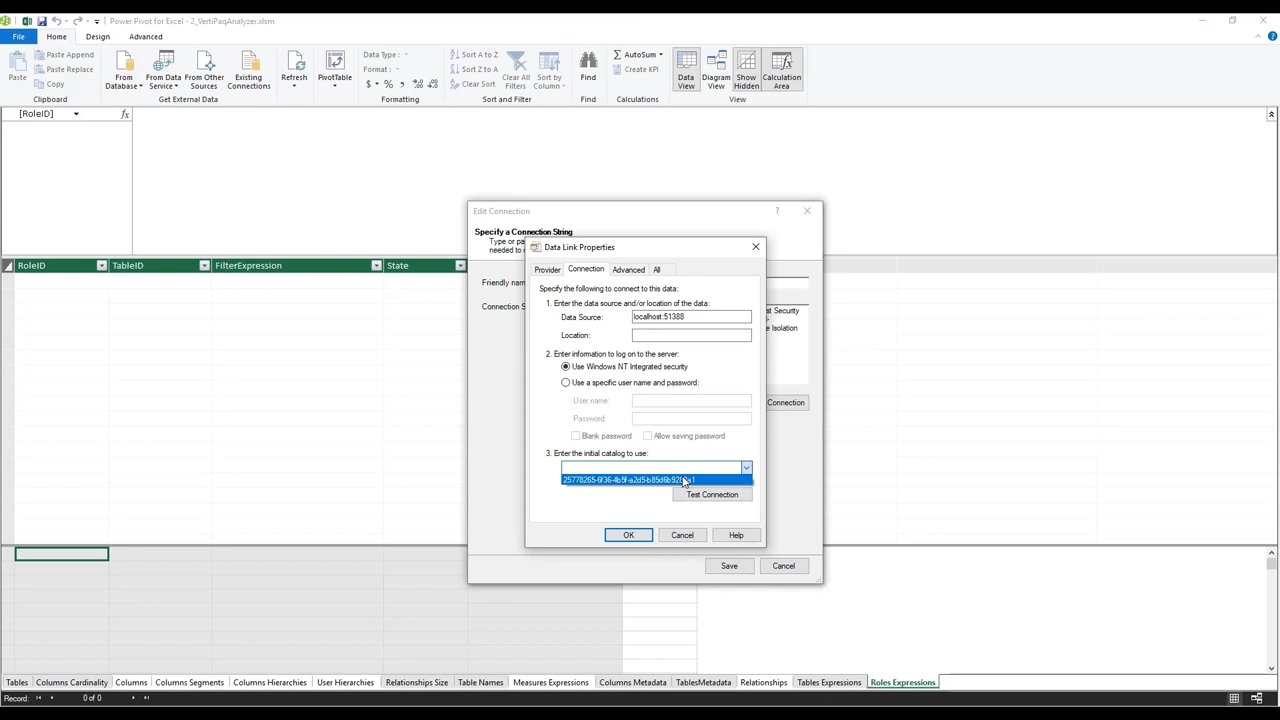 Power Pivot for Excel - 2_VertiPaqAnalyzer.xlsm
File Home Design Advanced
Paste
Paste Append
Paste Replace
Copy
Clipboard
From Database
From Data Service
From Other Sources
Existing Connections
Get External Data
Refresh
PivotTable
Data Type :
Format :
$ % ,
Formatting
Sort A to Z
Sort Z to A
Clear Sort
Clear All Filters
Sort by Column
Sort and Filter
Find
Find
AutoSum
Create KPI
Calculations
Data View
Diagram View
Show Hidden
Calculation Area
View
[RoleID] fx
Edit Connection ?
Specify a Connection String
Type or pa
needed to c
Friendly nam
Connection S
st Security
e Isolation
Connection
Save Cancel
Data Link Properties
Provider Connection Advanced All
Specify the following to connect to this data:
1. Enter the data source and/or location of the data:
Data Source: localhost:51388
Location:
2. Enter information to log on to the server:
Use Windows NT Integrated security
Use a specific user name and password:
User name:
Password:
Blank password Allow saving password
3. Enter the initial catalog to use:
Test Connection
OK Cancel Help
RoleID TableID FilterExpression State
Tables Columns Cardinality Columns Columns Segments Columns Hierarchies User Hierarchies Relationships Size Table Names Measures Expressions Columns Metadata TablesMetadata Relationships Tables Expressions Roles Expressions
Record: 0 of 0